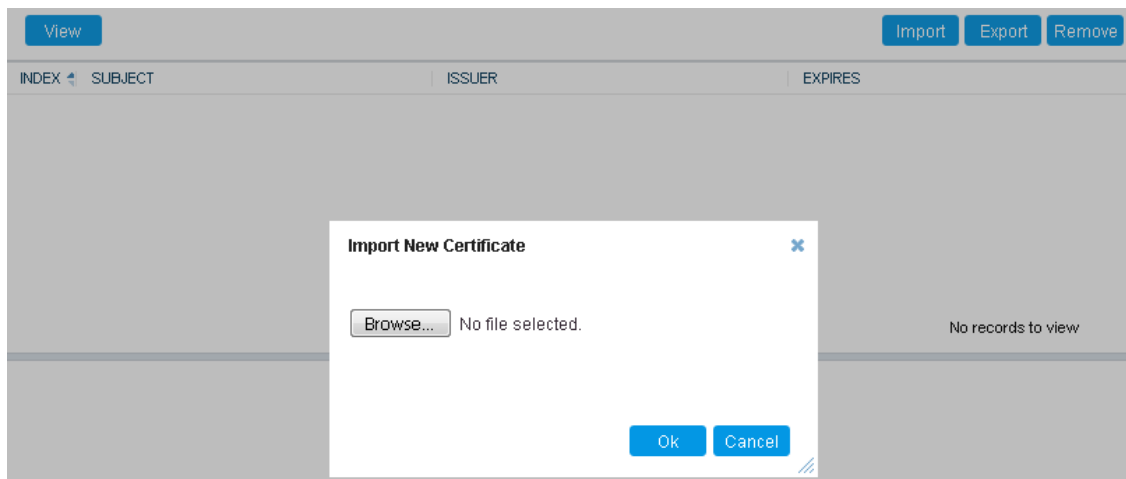 View Import Export Remove
INDEX SUBJECT ISSUER EXPIRES
Import New Certificate
Browse... No file selected.
No records to view
Ok Cancel